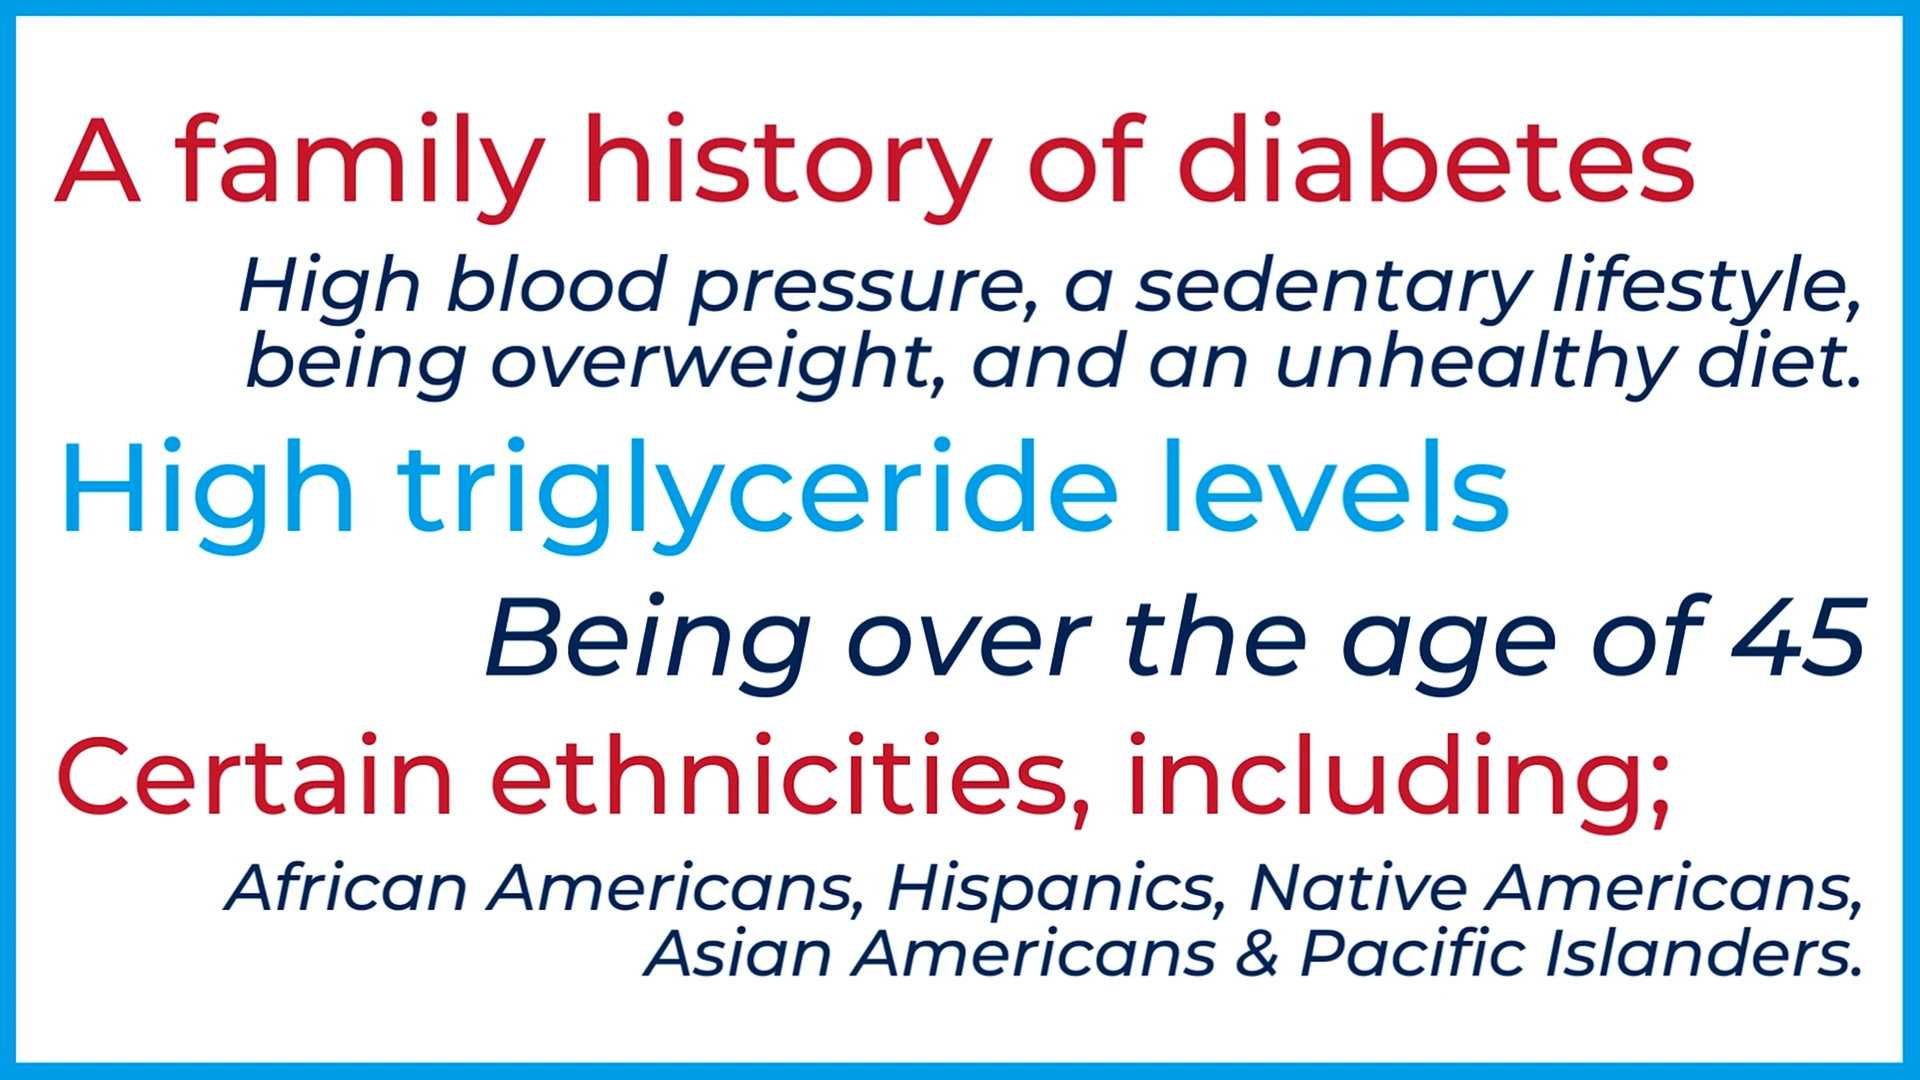 A family history of diabetes
High blood pressure, a sedentary lifestyle,
being overweight, and an unhealthy diet.
High triglyceride levels
Being over the age of 45
Certain ethnicities, including;
African Americans, Hispanics, Native Americans,
Asian Americans & Pacific Islanders.